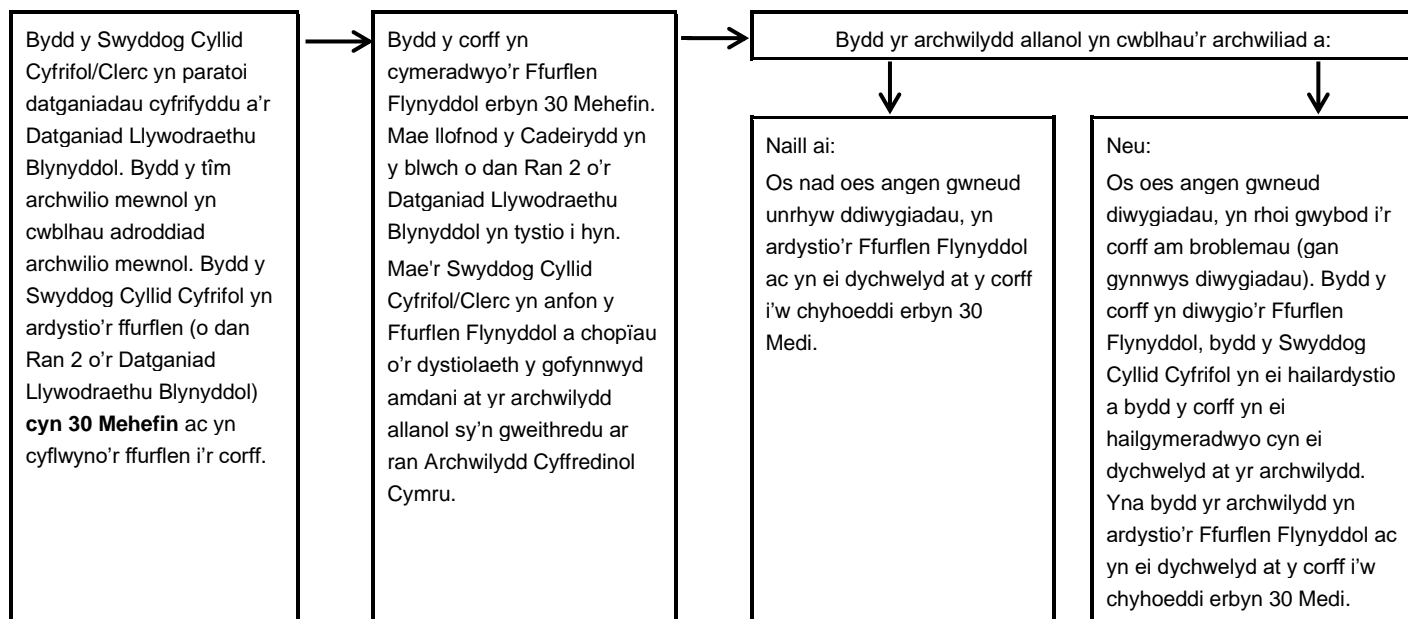 Bydd y Swyddog Cyllid
Cyfrifol/Clerc yn paratoi
datganiadau cyfrifyddu a'r
Datganiad Llywodraethu
Blynyddol. Bydd y tîm
archwilio mewnol yn
cwblhau adroddiad
archwilio mewnol. Bydd y
Swyddog Cyllid Cyfrifol yn
ardystio’r ffurflen (o dan
Ran 2 o’r Datganiad
Llywodraethu Blynyddol)
cyn 30 Mehefin ac yn
cyflwyno’r ffurflen i’r corff.
Bydd y corff yn
cymeradwyo’r Ffurflen
Flynyddol erbyn 30 Mehefin.
Mae llofnod y Cadeirydd yn
y blwch o dan Ran 2 o’r
Datganiad Llywodraethu
Blynyddol yn tystio i hyn.
Mae'r Swyddog Cyllid
Cyfrifol/Clerc yn anfon y
Ffurflen Flynyddol a chopïau
o’r dystiolaeth y gofynnwyd
amdani at yr archwilydd
allanol sy’n gweithredu ar
ran Archwilydd Cyffredinol
Cymru.
Bydd yr archwilydd allanol yn cwblhau'r archwiliad a:
Naill ai:
Os nad oes angen gwneud
unrhyw ddiwygiadau, yn
ardystio’r Ffurflen Flynyddol
ac yn ei dychwelyd at y corff
i’w chyhoeddi erbyn 30
Medi.
Neu:
Os oes angen gwneud
diwygiadau, yn rhoi gwybod i’r
corff am broblemau (gan
gynnwys diwygiadau). Bydd y
corff yn diwygio’r Ffurflen
Flynyddol, bydd y Swyddog
Cyllid Cyfrifol yn ei hailardystio
a bydd y corff yn ei
hailgymeradwyo cyn ei
dychwelyd at yr archwilydd.
Yna bydd yr archwilydd yn
ardystio’r Ffurflen Flynyddol ac
yn ei dychwelyd at y corff i’w
chyhoeddi erbyn 30 Medi.